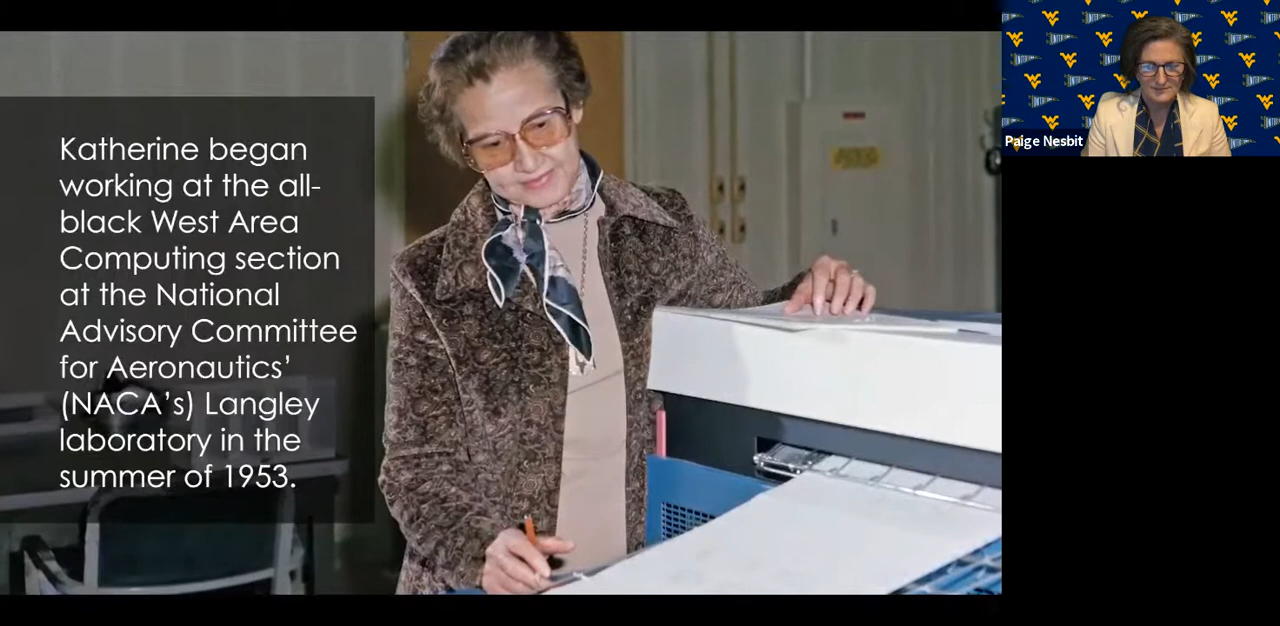 Katherine began
working at the all-
black West Area
Computing section
at the National
Advisory Committee
for Aeronautics’
(NACA’s) Langley
laboratory in the
summer of 1953.
Paige Nesbit